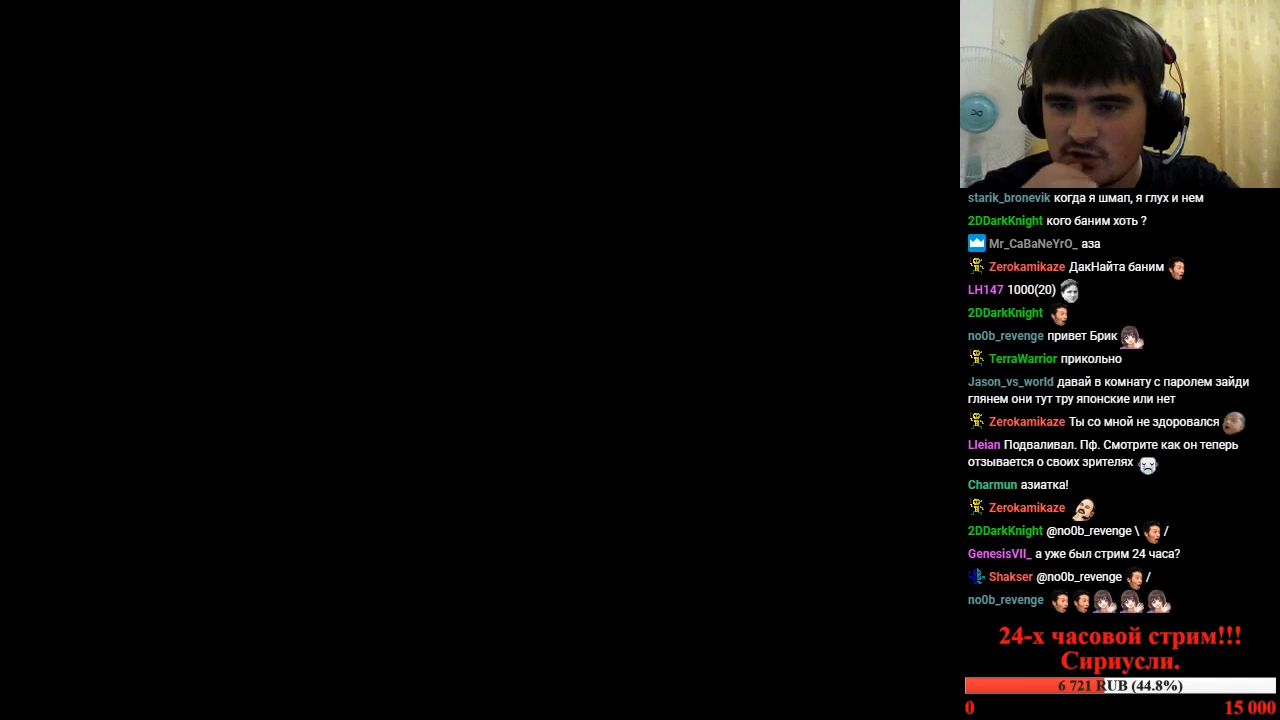 starik_bronevik когда я шмап, я глух и нем
2DDarkKnight кого баним хоть ?
Mr_CaBaNeYrO_ аза
Zerokamikaze ДакНайта баним
LH147 1000(20)
2DDarkKnight
no0b_revenge привет Брик
TerraWarrior прикольно
Jason_vs_world давай в комнату с паролем зайди
глянем они тут тру японские или нет
Zerokamikaze Ты со мной не здоровался
Lleian Подваливал. Пф. Смотрите как он теперь
отзывается о своих зрителях
Charmun азиатка!
Zerokamikaze
2DDarkKnight @no0b_revenge \ /
GenesisVII_ а уже был стрим 24 часа?
Shakser @no0b_revenge /
no0b_revenge
24-х часовой стрим!!!
Сириусли.
6 721 RUB (44.8%)
0 15 000